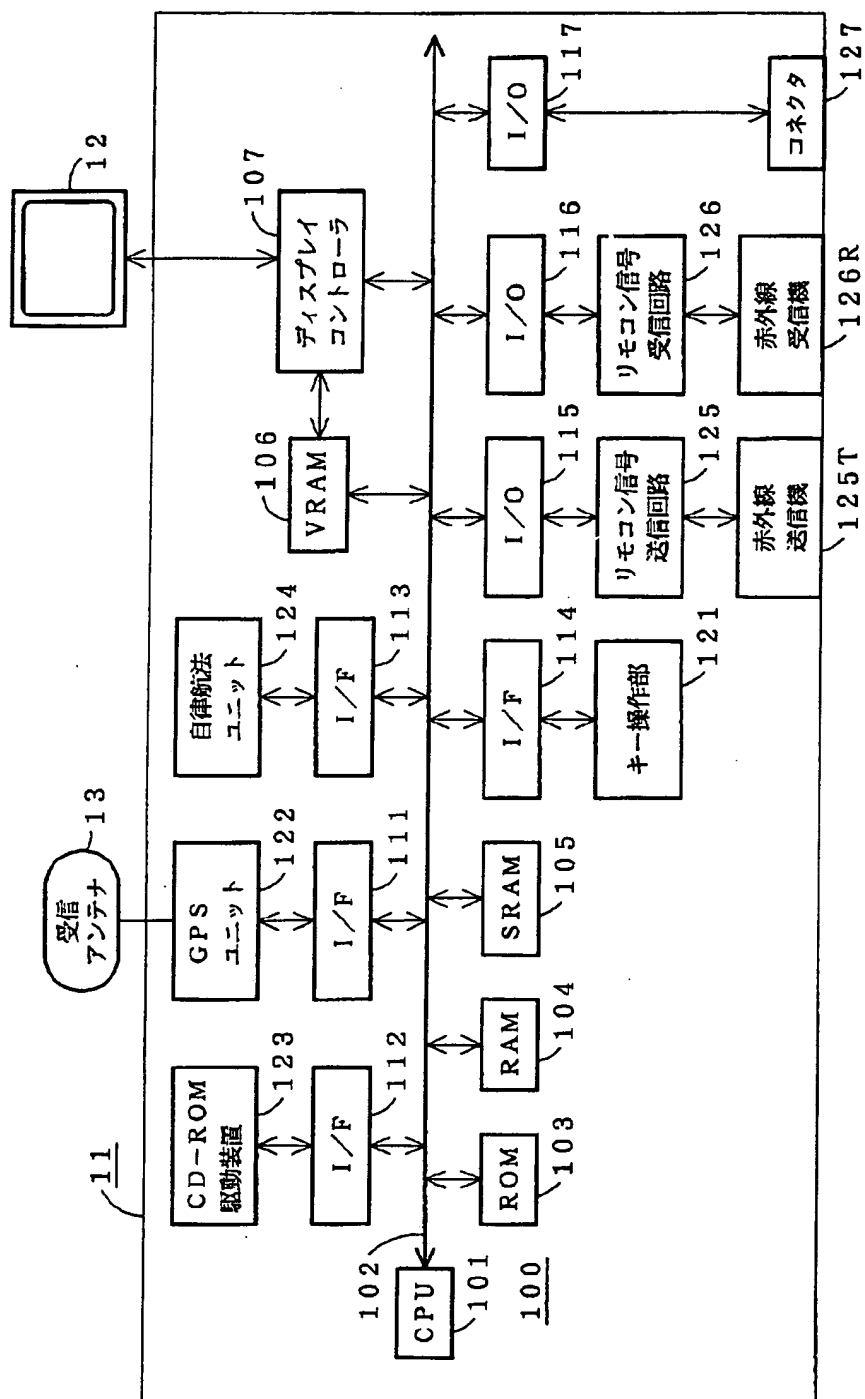 11
受信
アンテナ
13
12
CD-ROM
駆動装置
123
GPS
ユニット
122
自律航法
ユニット
124
I/F
112
I/F
111
I/F
113
VRAM
106
ディスプレイ
コントローラ
107
CPU
101
102
100
ROM
103
RAM
104
SRAM
105
I/F
114
I/O
115
I/O
116
I/O
117
キー操作部
121
リモコン信号
送信回路
125
リモコン信号
受信回路
126
赤外線
送信機
125T
赤外線
受信機
126R
コネクタ
127